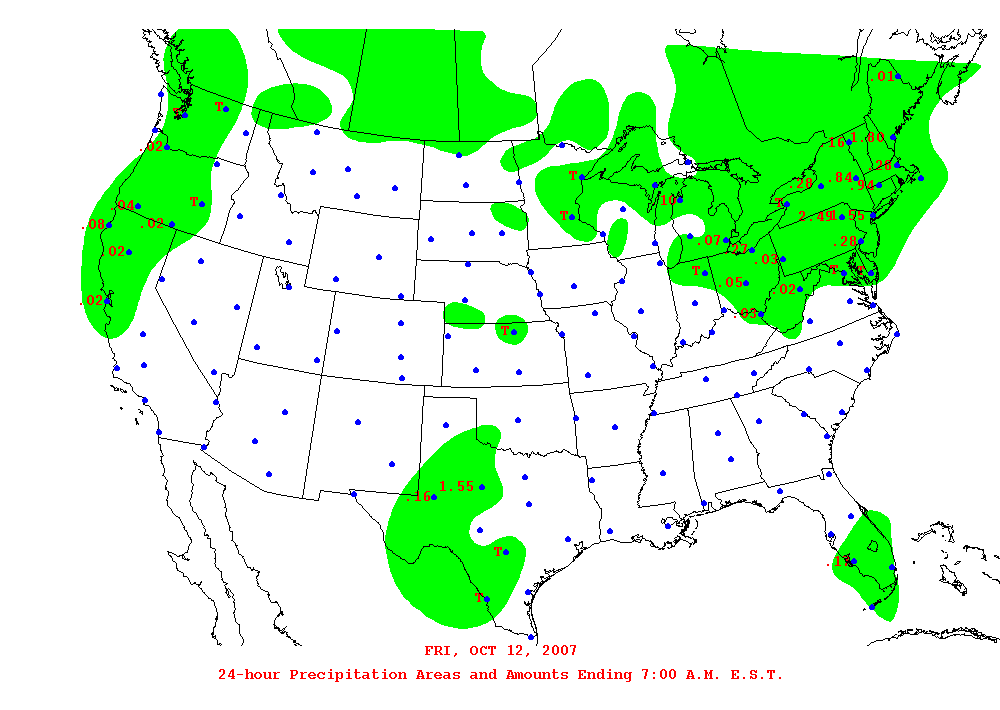 .01
T T
.02 .16 1.80
.28
T .28 .84 .94
.04 T 10 T
.08 .02 T 2.49 1.55
02 .07 .27 .28
.03
T T T
.05 02
.02
.03
T
1.55
.16
T
T
FRI, OCT 12, 2007
24-hour Precipitation Areas and Amounts Ending 7:00 A.M. E.S.T.